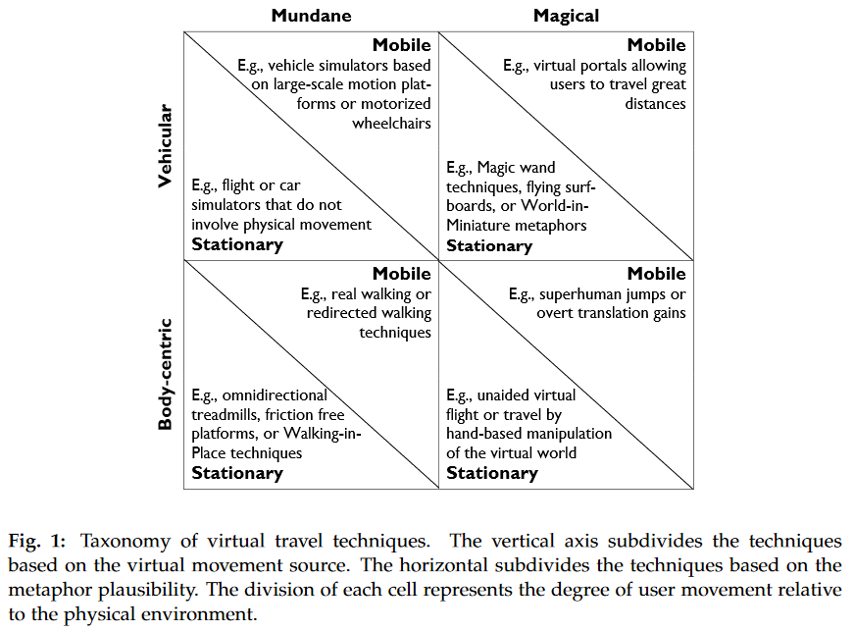 Mundane
Magical
Vehicular
Mobile
E.g., vehicle simulators based
on large-scale motion plat-
forms or motorized
wheelchairs
E.g., flight or car
simulators that do not
involve physical movement
Stationary
Mobile
E.g., virtual portals allowing
users to travel great
distances
E.g., Magic wand
techniques, flying surf-
boards, or World-in-
Miniature metaphors
Stationary
Body-centric
Mobile
E.g., real walking or
redirected walking
techniques
E.g., omnidirectional
treadmills, friction free
platforms, or Walking-in-
Place techniques
Stationary
Mobile
E.g., superhuman jumps or
overt translation gains
E.g., unaided virtual
flight or travel by
hand-based manipulation
of the virtual world
Stationary
Fig. 1: Taxonomy of virtual travel techniques. The vertical axis subdivides the techniques
based on the virtual movement source. The horizontal subdivides the techniques based on the
metaphor plausibility. The division of each cell represents the degree of user movement relative
to the physical environment.